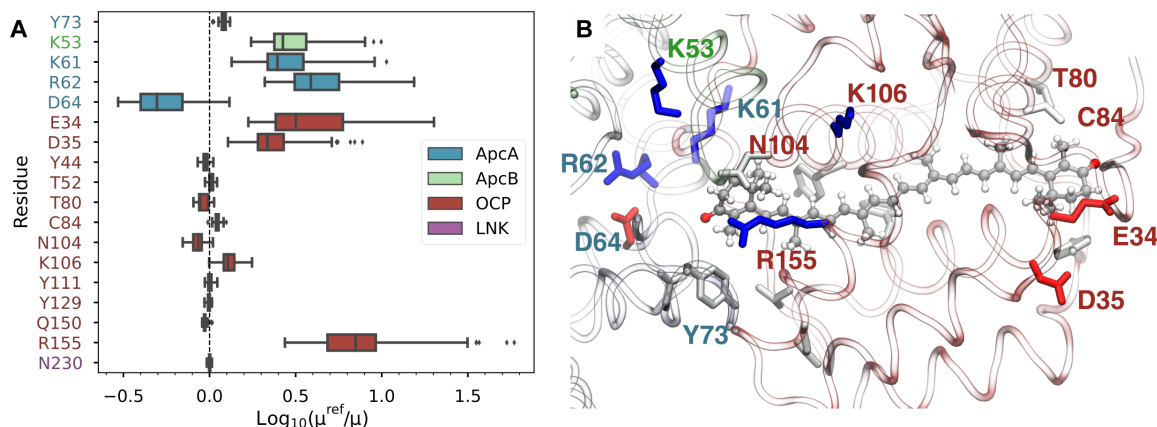 A
Residue
Y73
K53
K61
R62
D64
E34
D35
Y44
T52
T80
C84
N104
K106
Y111
Y129
Q150
R155
N230
ApcA
ApcB
OCP
LNK
−0.5 0.0 0.5 1.0 1.5
Log10(μref/μ)
B
K53
T80
K61
K106
C84
N104
R62
D64
E34
R155
D35
Y73